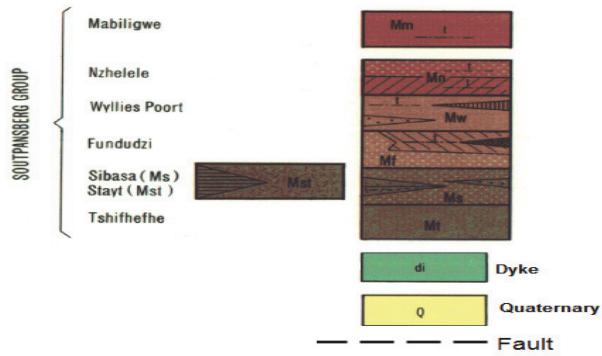 SOUTPANSBERG GROUP
Mabiligwe
Mm t
Nzhelele
Mn t
t
Wyllies Poort
t
Mw
Fundudzi
Mf
Sibasa (Ms)
Stayt (Mst)
Mst
Ms
Tshifhefhe
Mt
di Dyke
Q Quaternary
Fault